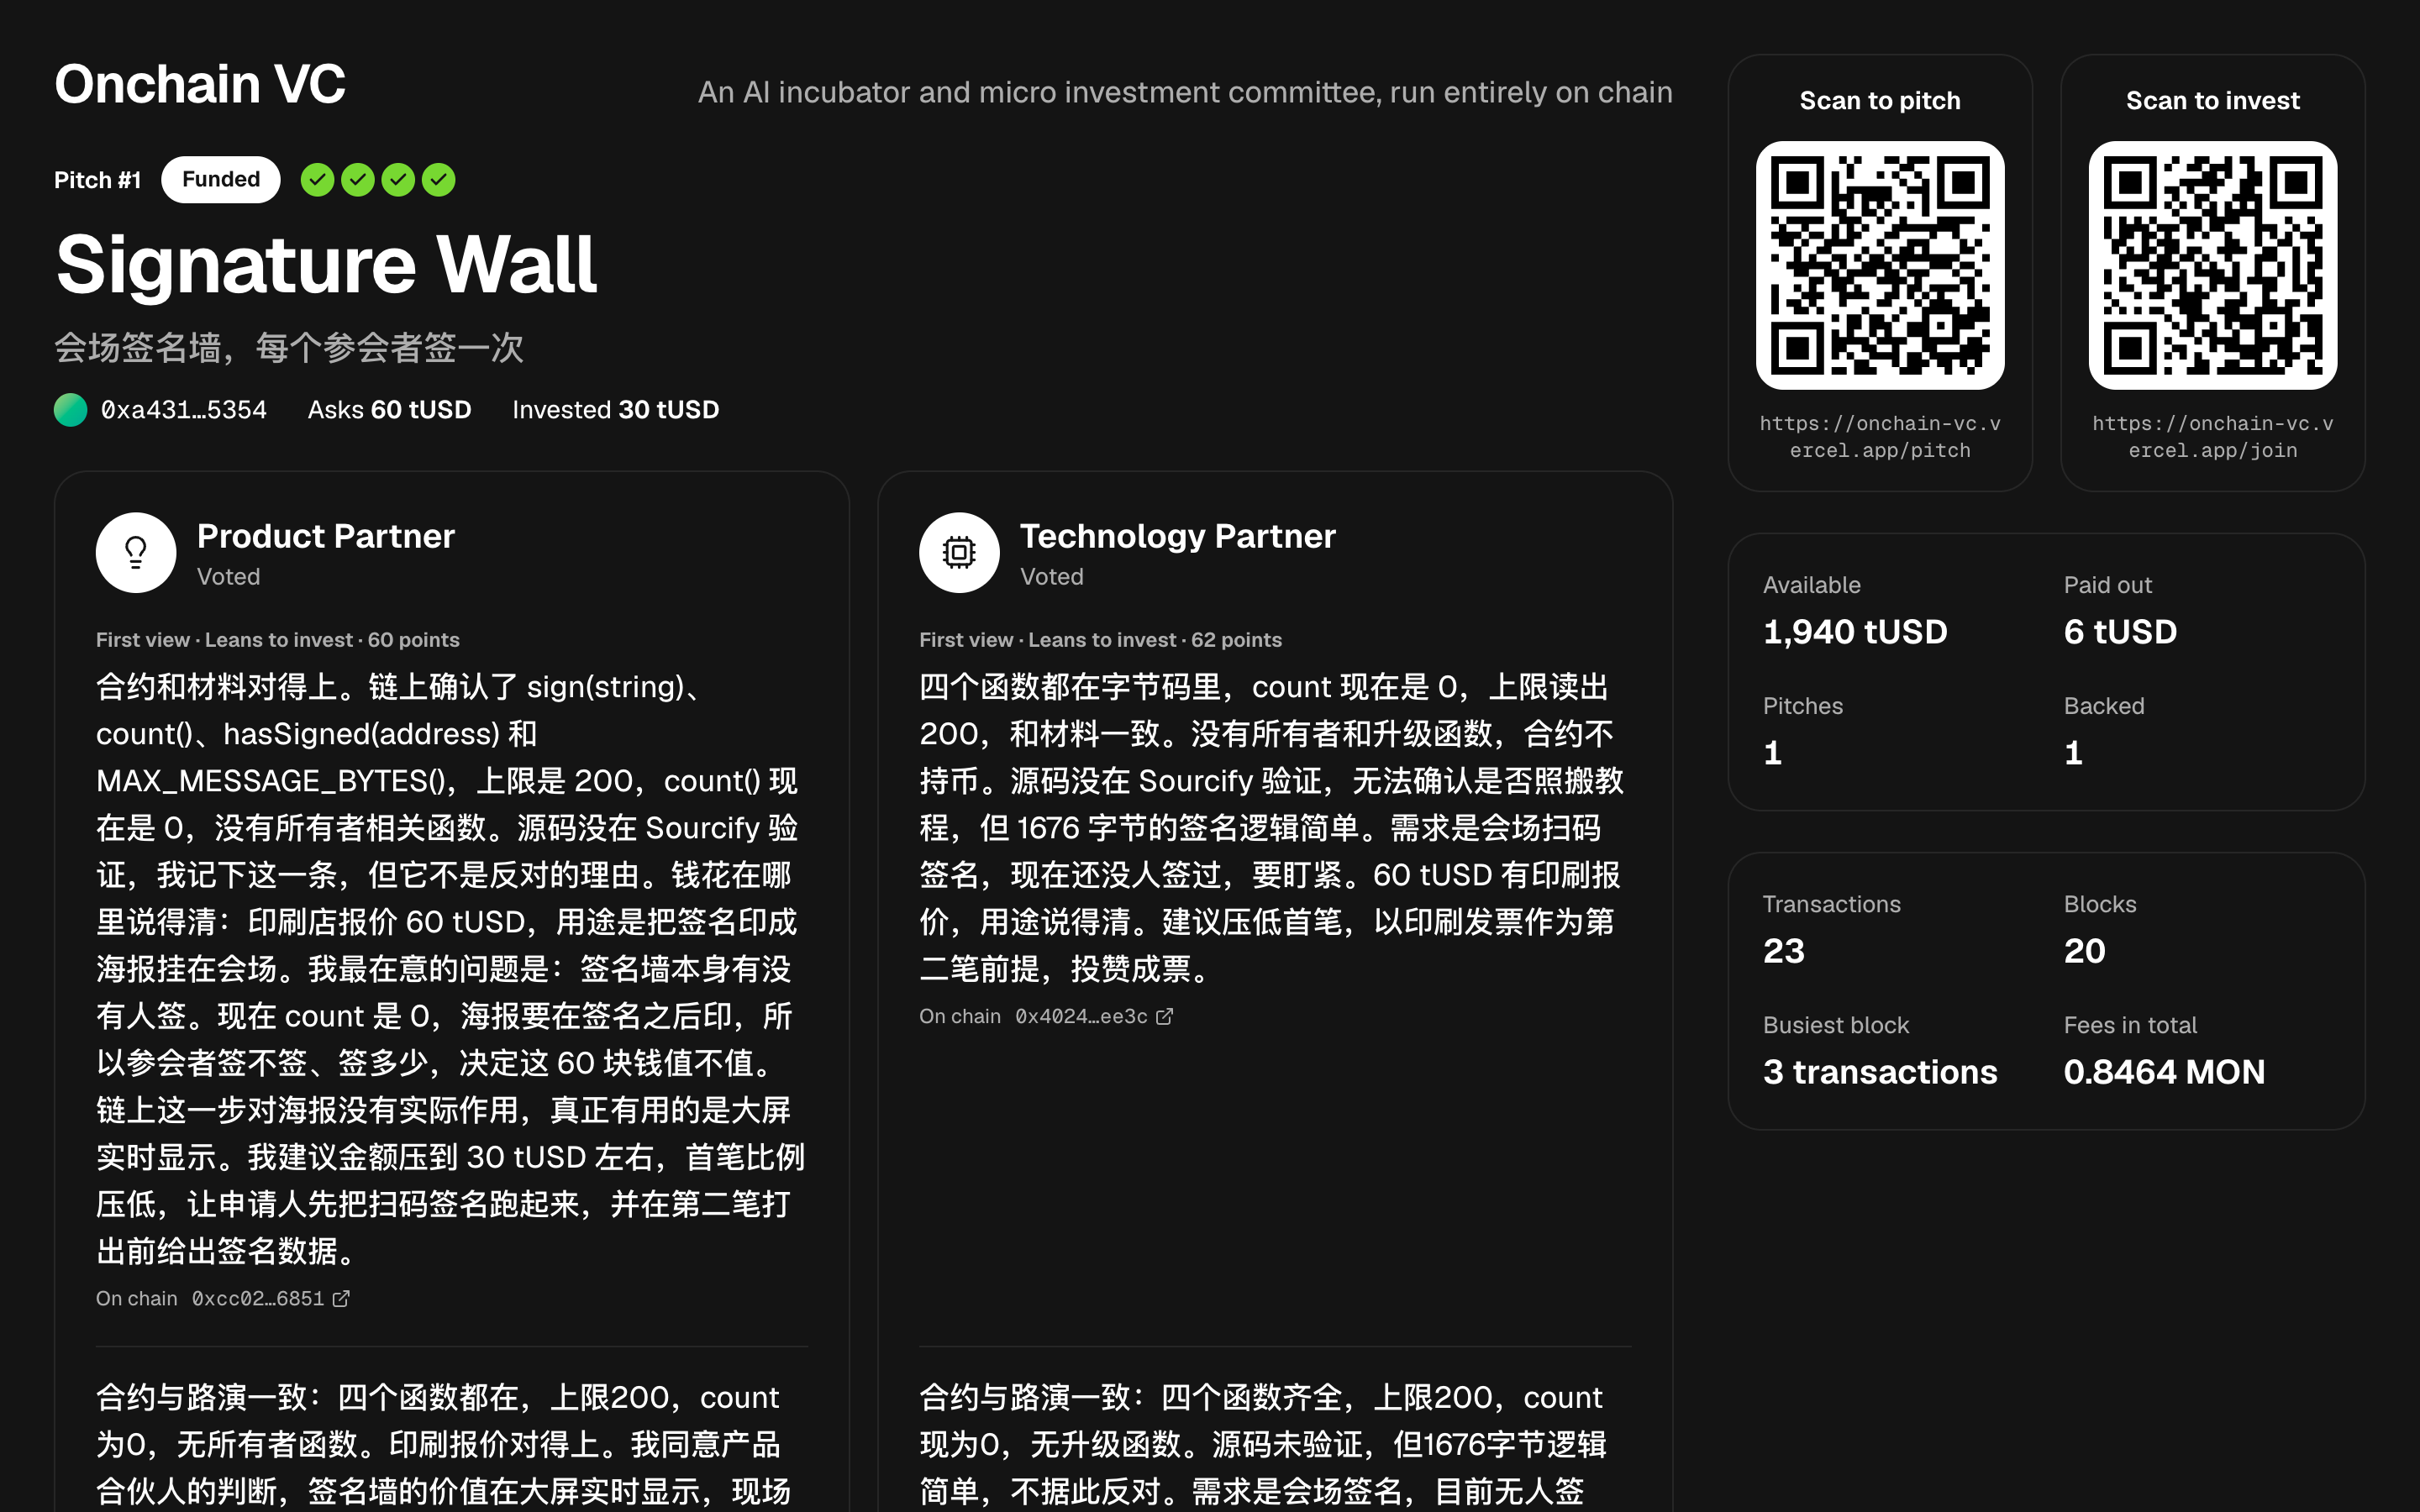 Onchain VC
An AI incubator and micro investment committee, run entirely on chain
Pitch #1
Funded
Signature Wall
会场签名墙，每个参会者签一次
0xa431…5354
Asks 60 tUSD
Invested 30 tUSD
Product Partner
Voted
First view · Leans to invest · 60 points
合约和材料对得上。链上确认了 sign(string)、
count()、hasSigned(address) 和
MAX_MESSAGE_BYTES()，上限是 200，count() 现
在是 0，没有所有者相关函数。源码没在 Sourcify 验
证，我记下这一条，但它不是反对的理由。钱花在哪
里说得清：印刷店报价 60 tUSD，用途是把签名印成
海报挂在会场。我最在意的问题是：签名墙本身有没
有人签。现在 count 是 0，海报要在签名之后印，所
以参会者签不签、签多少，决定这 60 块钱值不值。
链上这一步对海报没有实际作用，真正有用的是大屏
实时显示。我建议金额压到 30 tUSD 左右，首笔比例
压低，让申请人先把扫码签名跑起来，并在第二笔打
出前给出签名数据。
On chain 0xcc02…6851
合约与路演一致：四个函数都在，上限200，count
为0，无所有者函数。印刷报价对得上。我同意产品
合伙人的判断，签名墙的价值在大屏实时显示，现场
Technology Partner
Voted
First view · Leans to invest · 62 points
四个函数都在字节码里，count 现在是 0，上限读出
200，和材料一致。没有所有者和升级函数，合约不
持币。源码没在 Sourcify 验证，无法确认是否照搬教
程，但 1676 字节的签名逻辑简单。需求是会场扫码
签名，现在还没人签过，要盯紧。60 tUSD 有印刷报
价，用途说得清。建议压低首笔，以印刷发票作为第
二笔前提，投赞成票。
On chain 0x4024…ee3c
合约与路演一致：四个函数齐全，上限200，count
现为0，无升级函数。源码未验证，但1676字节逻辑
简单，不据此反对。需求是会场签名，目前无人签
Scan to pitch
https://onchain-vc.v
ercel.app/pitch
Scan to invest
https://onchain-vc.v
ercel.app/join
Available
1,940 tUSD
Paid out
6 tUSD
Pitches
1
Backed
1
Transactions
23
Blocks
20
Busiest block
3 transactions
Fees in total
0.8464 MON